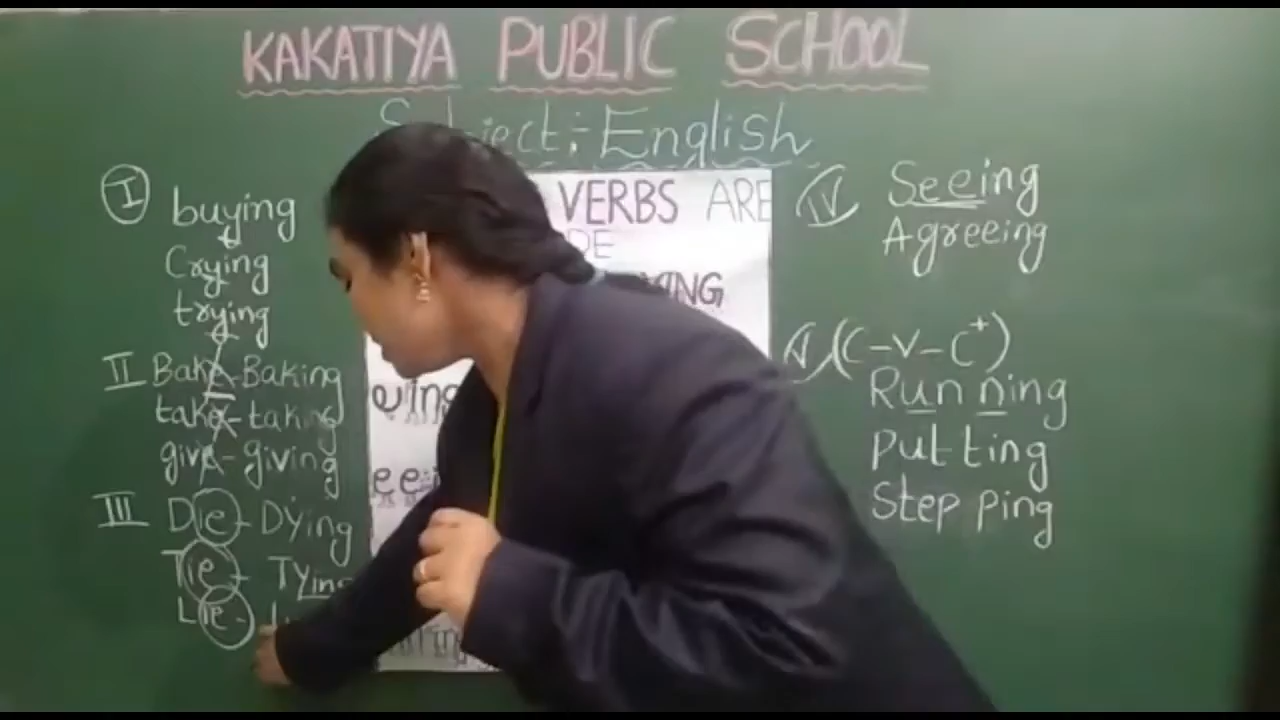 KAKATIYA PUBLIC SCHOOL
English
VERBS ARE
I buying
Crying
trying
II Bake-Baking
take-taking
give-giving
III Die-Dying
Tie- Tying
Lie-
IV Seeing
Agreeing
V (C-V-C+)
Running
Putting
Stepping